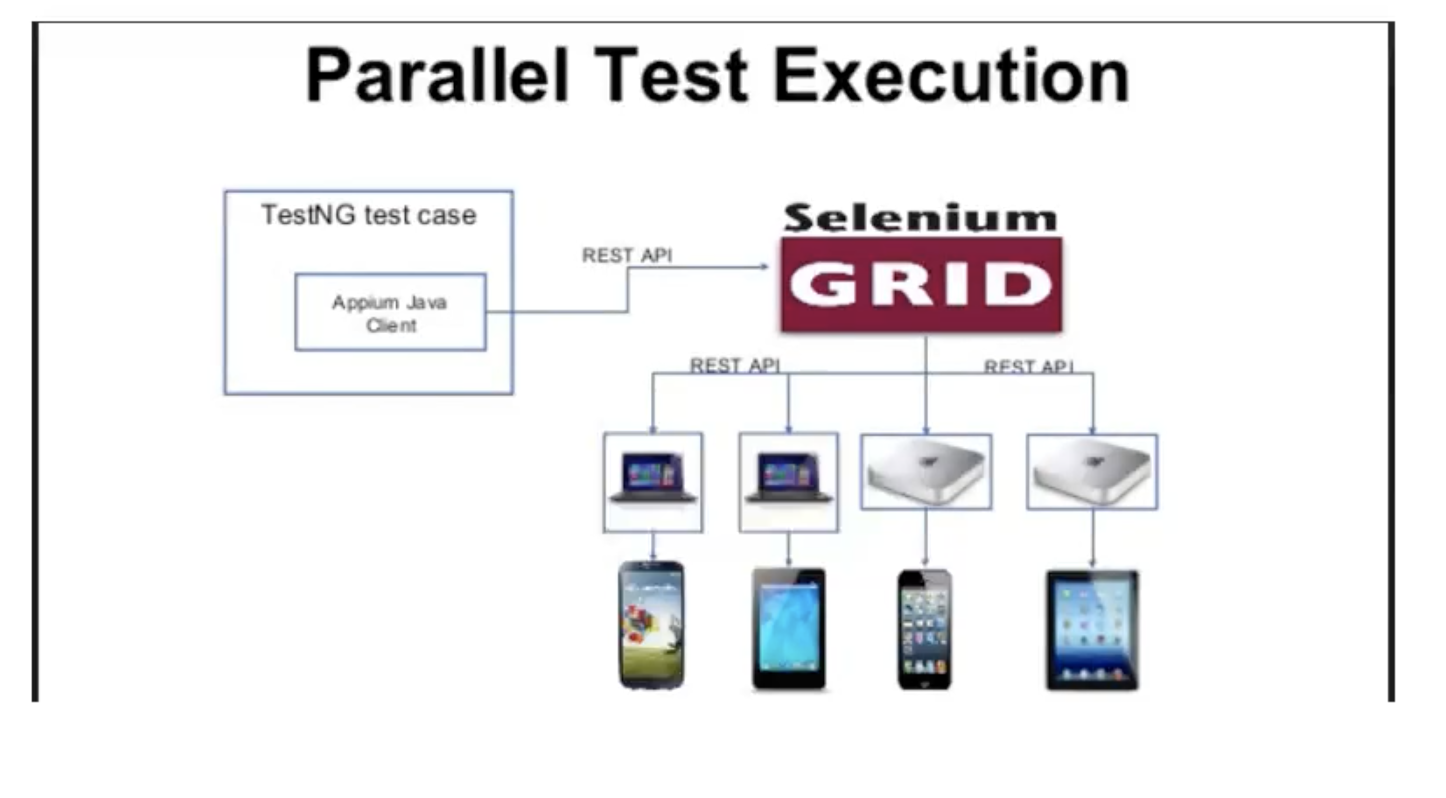 Parallel Test Execution
TestNG test case
Appium Java
Client
REST API
Selenium
GRID
REST API
REST API